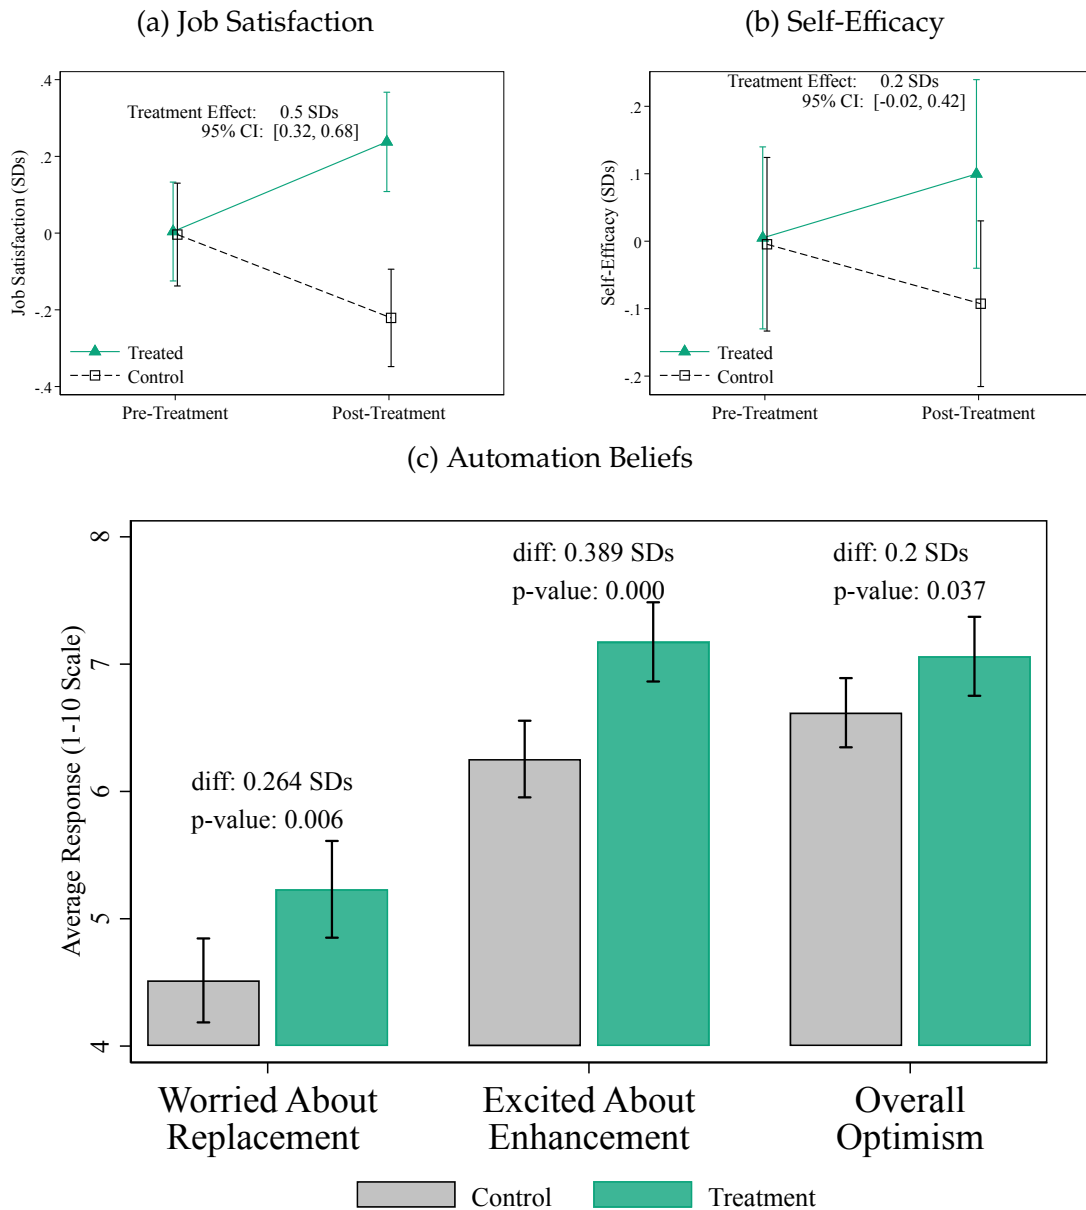 (a) Job Satisfaction
Job Satisfaction (SDs)
.4
.2
0
-.2
-.4
Treatment Effect: 0.5 SDs
95% CI: [0.32, 0.68]
Treated
Control
Pre-Treatment
Post-Treatment
(b) Self-Efficacy
Self-Efficacy (SDs
.2
.1
0
-.1
-.2
Treatment Effect: 0.2 SDs
95% CI: [-0.02, 0.42]
Treated
Control
Pre-Treatment
Post-Treatment
(c) Automation Beliefs
Average Response (1-10 Scale)
8
7
6
5
4
diff: 0.264 SDs
p-value: 0.006
diff: 0.389 SDs
p-value: 0.000
diff: 0.2 SDs
p-value: 0.037
Worried About
Replacement
Excited About
Enhancement
Overall
Optimism
Control
Treatment